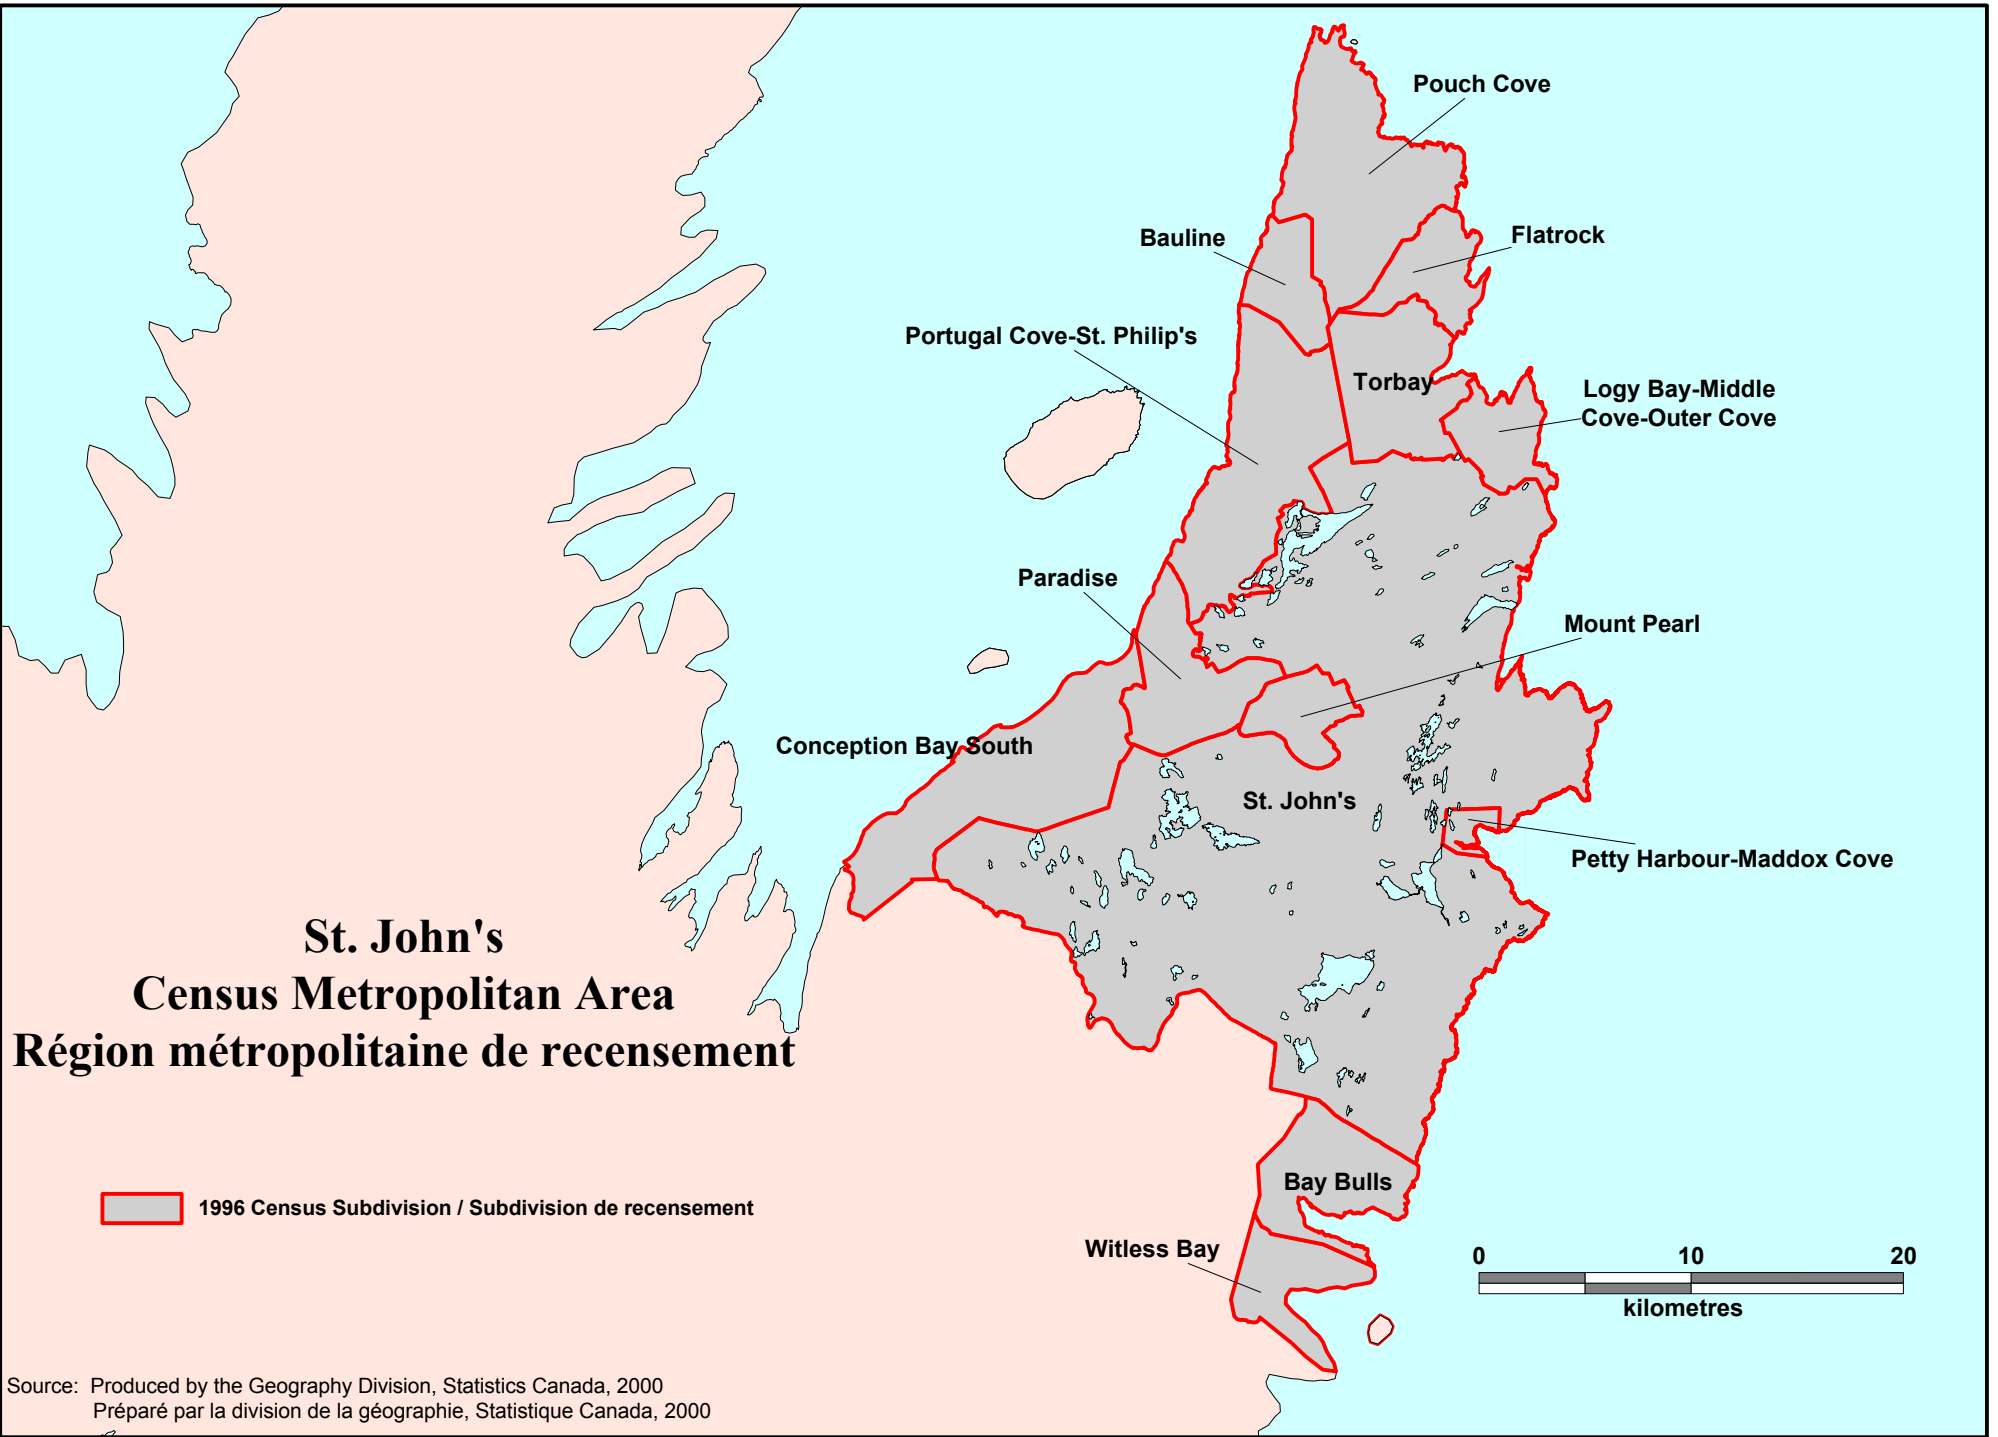 Pouch Cove
Bauline
Flatrock
Portugal Cove-St. Philip's
Torbay
Logy Bay-Middle
Cove-Outer Cove
Paradise
Mount Pearl
Conception Bay South
St. John's
Petty Harbour-Maddox Cove
St. John's
Census Metropolitan Area
Région métropolitaine de recensement
Bay Bulls
1996 Census Subdivision / Subdivision de recensement
Witless Bay
0 10 20
kilometres
Source: Produced by the Geography Division, Statistics Canada, 2000
Préparé par la division de la géographie, Statistique Canada, 2000